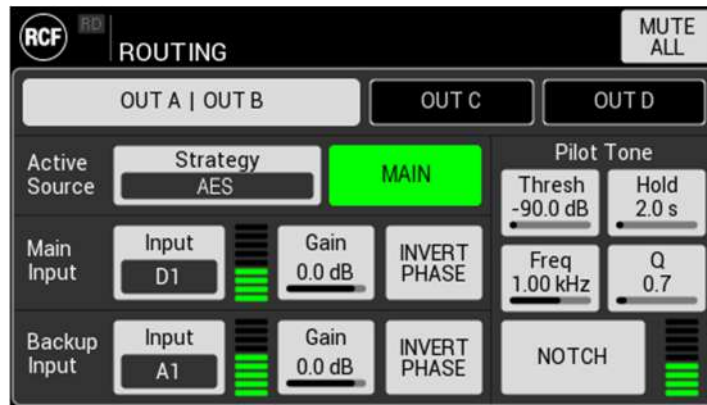 RCF
RD
ROUTING
MUTE
ALL
OUT A | OUT B
OUT C
OUT D
Active
Source
Strategy
AES
MAIN
Pilot Tone
Thresh
-90.0 dB
Hold
2.0 s
Main
Input
Input
D1
Gain
0.0 dB
INVERT
PHASE
Freq
1.00 kHz
Q
0.7
Backup
Input
Input
A1
Gain
0.0 dB
INVERT
PHASE
NOTCH